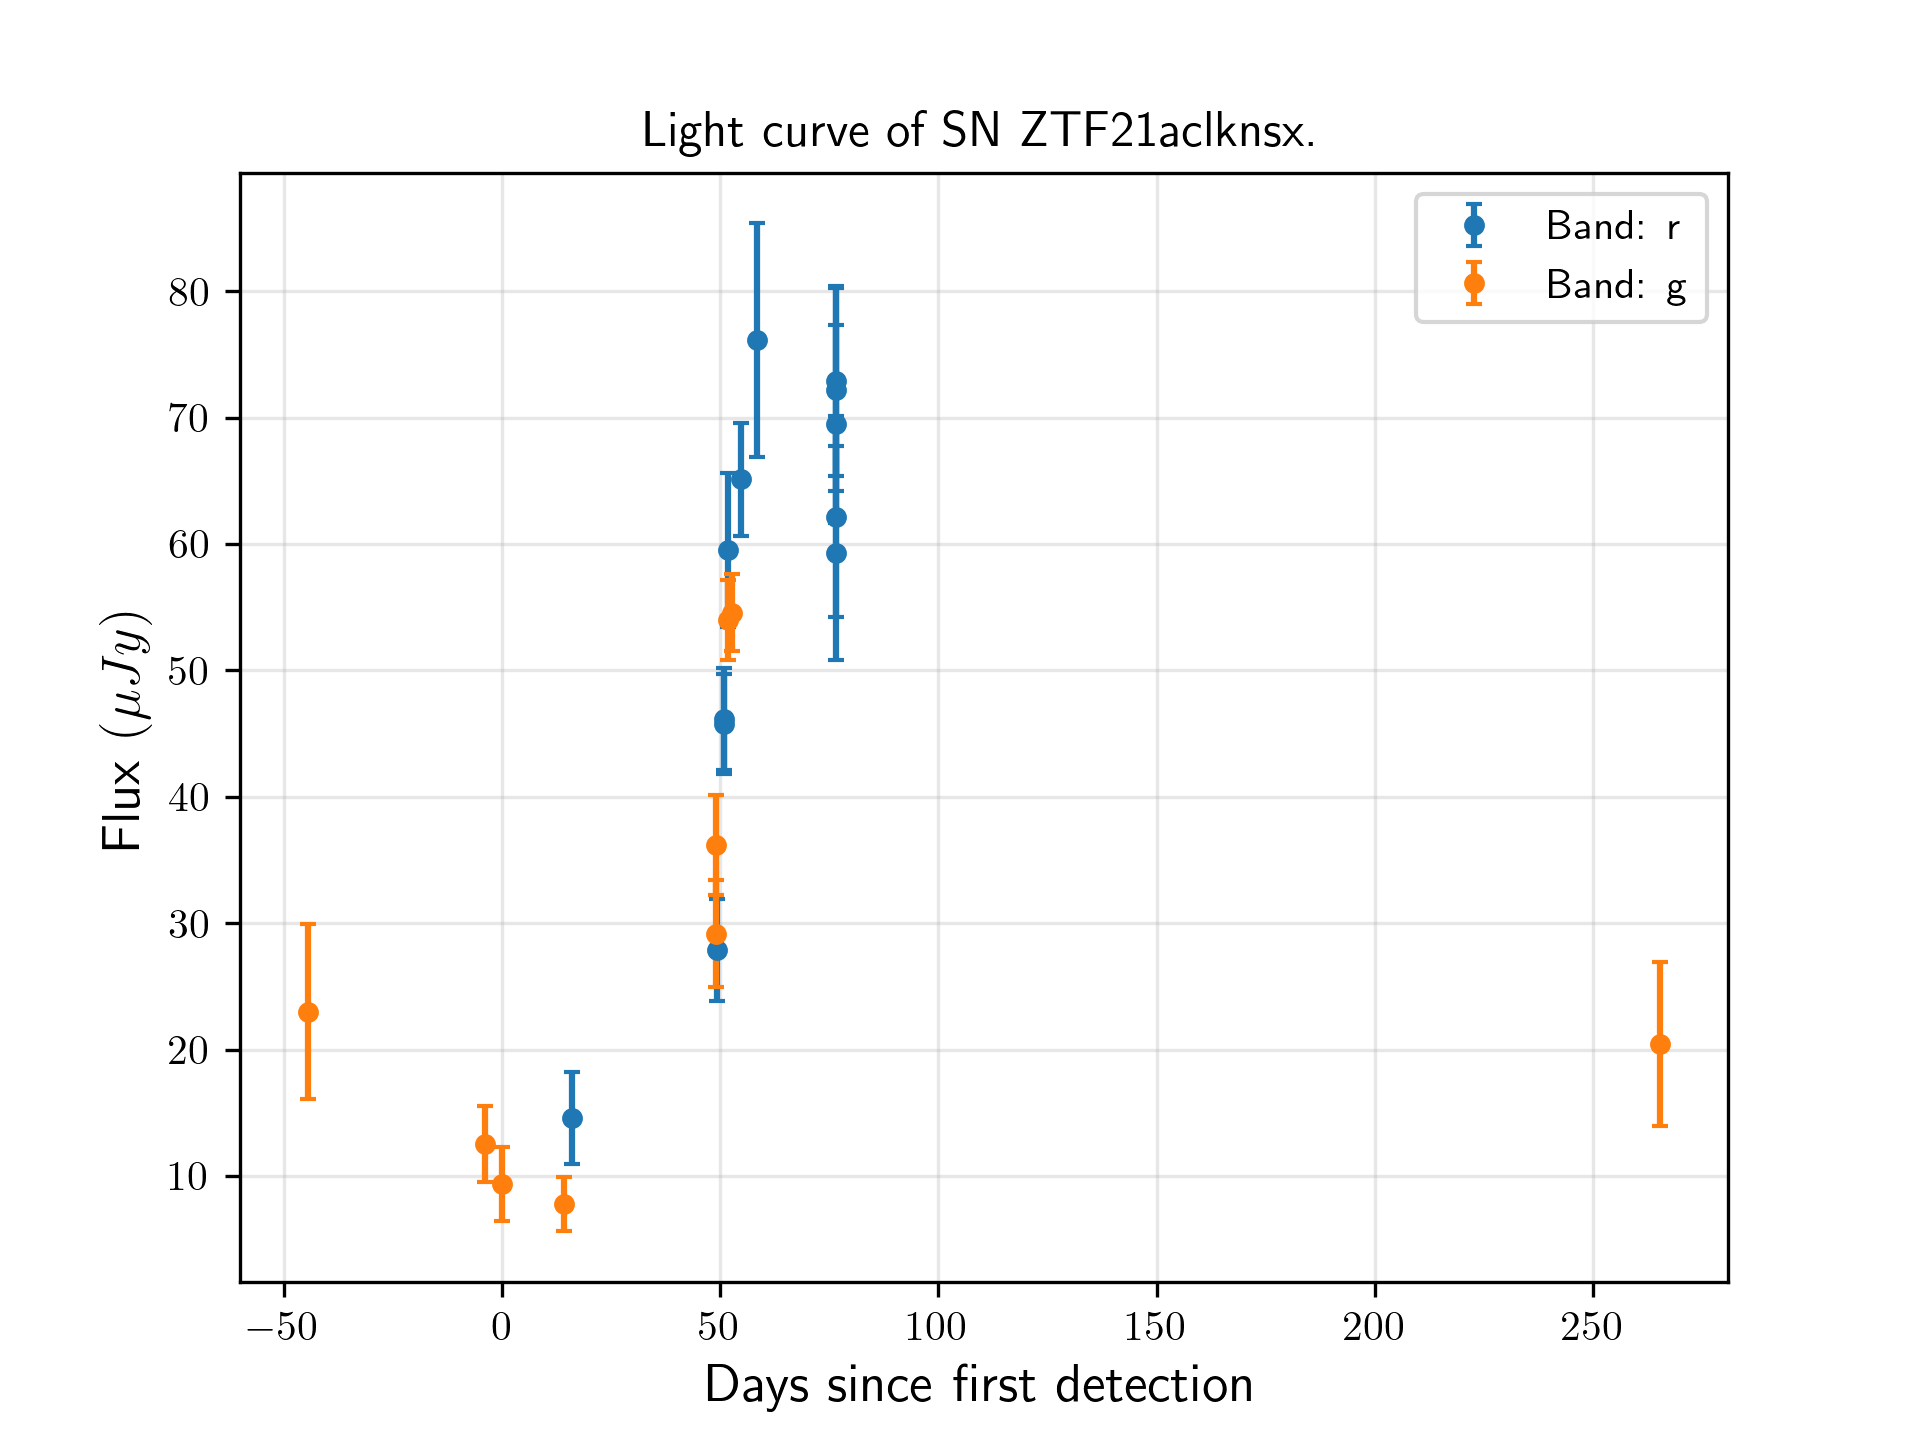 Light curve of SN ZTF21aclknsx.
Band: r
Band: g
80
70
60
50
40
30
20
10
Flux (μJy)
−50 0 50 100 150 200 250
Days since first detection